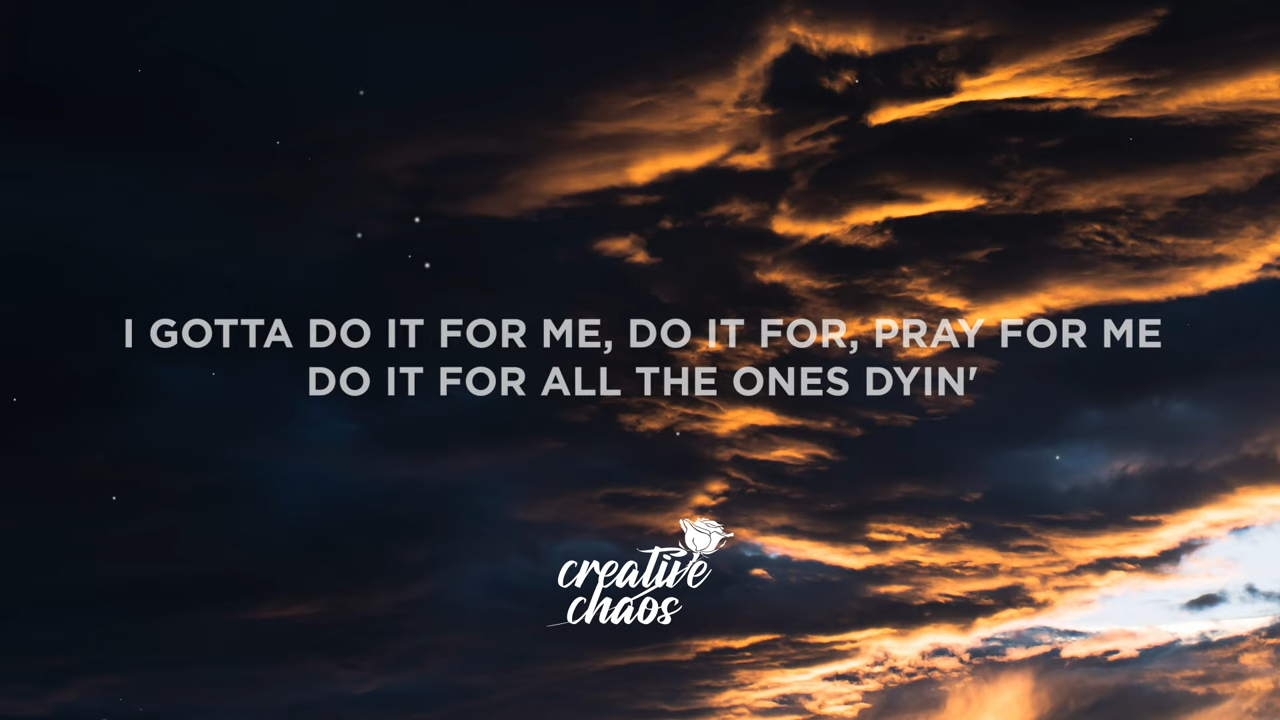 I GOTTA DO IT FOR ME, DO IT FOR, PRAY FOR ME
DO IT FOR ALL THE ONES DYIN'
creative
chaos